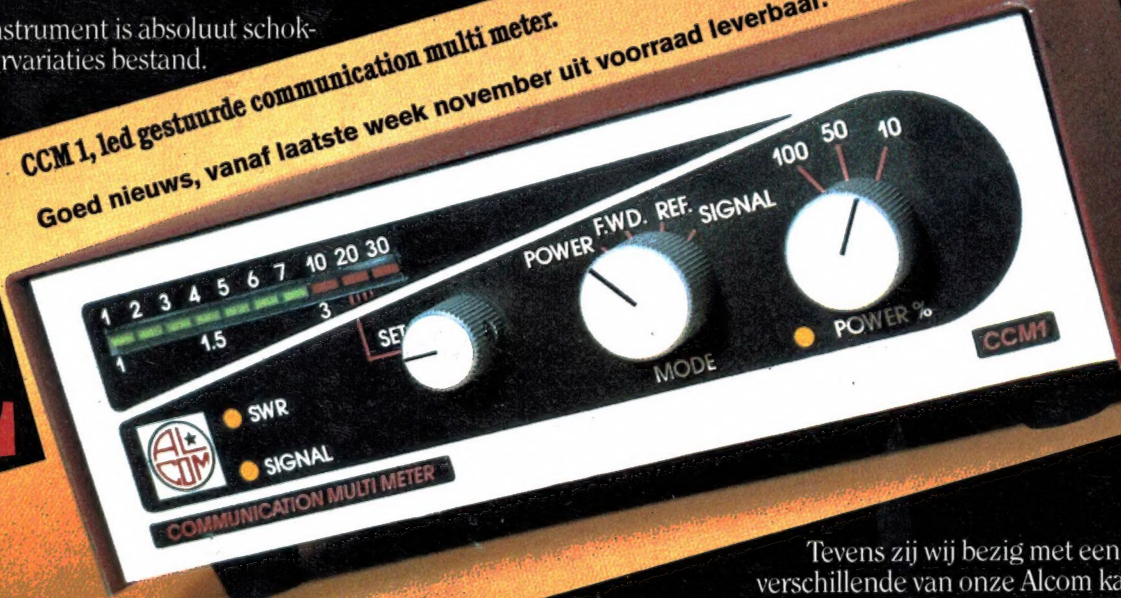 nstrument is absoluut schok-
rvariaties bestand.
CCM 1, led gestuurde communication multi meter.
Goed nieuws, vanaf laatste week november uit voorraad leverbaar.
1 2 3 4 5 6 7 10 20 30
1 1.5 3
SET
POWER F.W.D. REF. SIGNAL
MODE
100 50 10
POWER %
CCM1
AL
COM
SWR
SIGNAL
COMMUNICATION MULTI METER
Tevens zij wij bezig met een
verschillende van onze Alcom ka